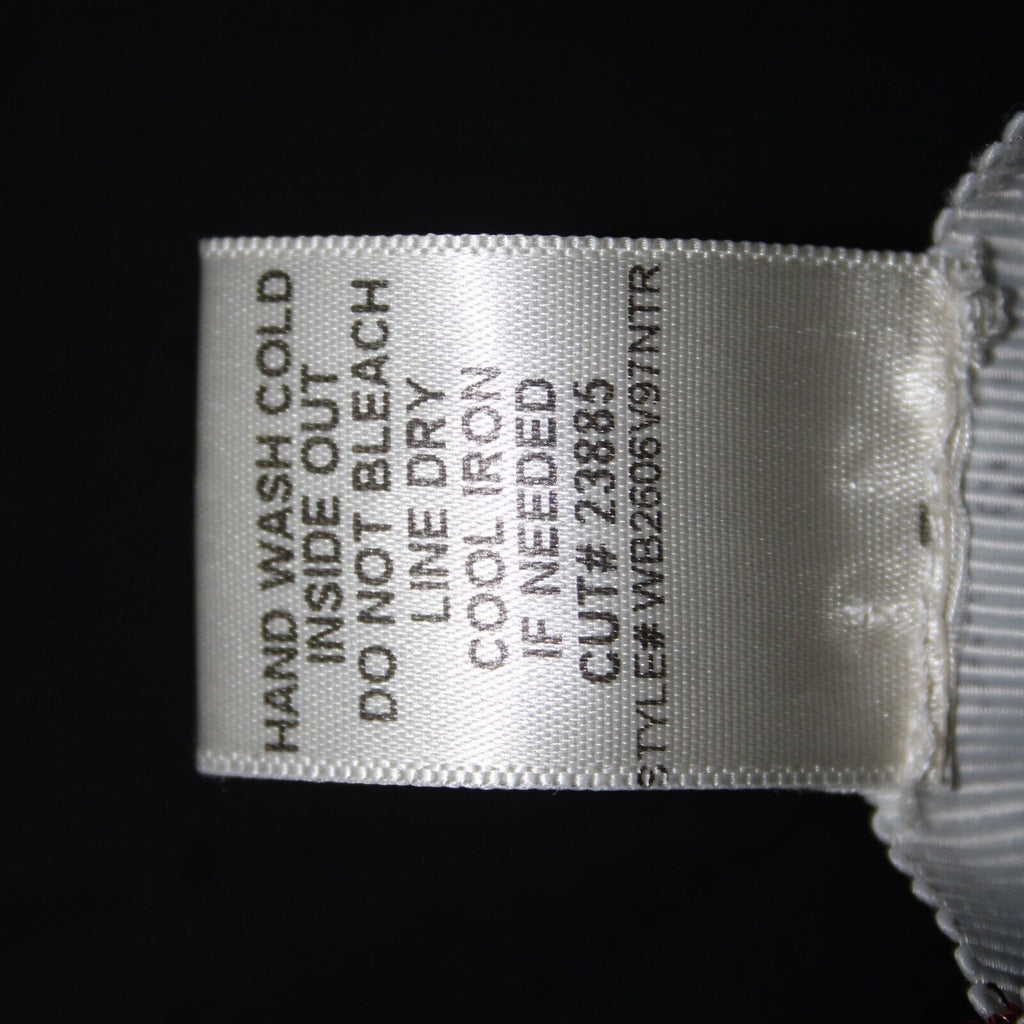 HAND WASH COLD
INSIDE OUT
DO NOT BLEACH
LINE DRY
COOL IRON
IF NEEDED
CUT# 23885
STYLE# WB2606V97NTR